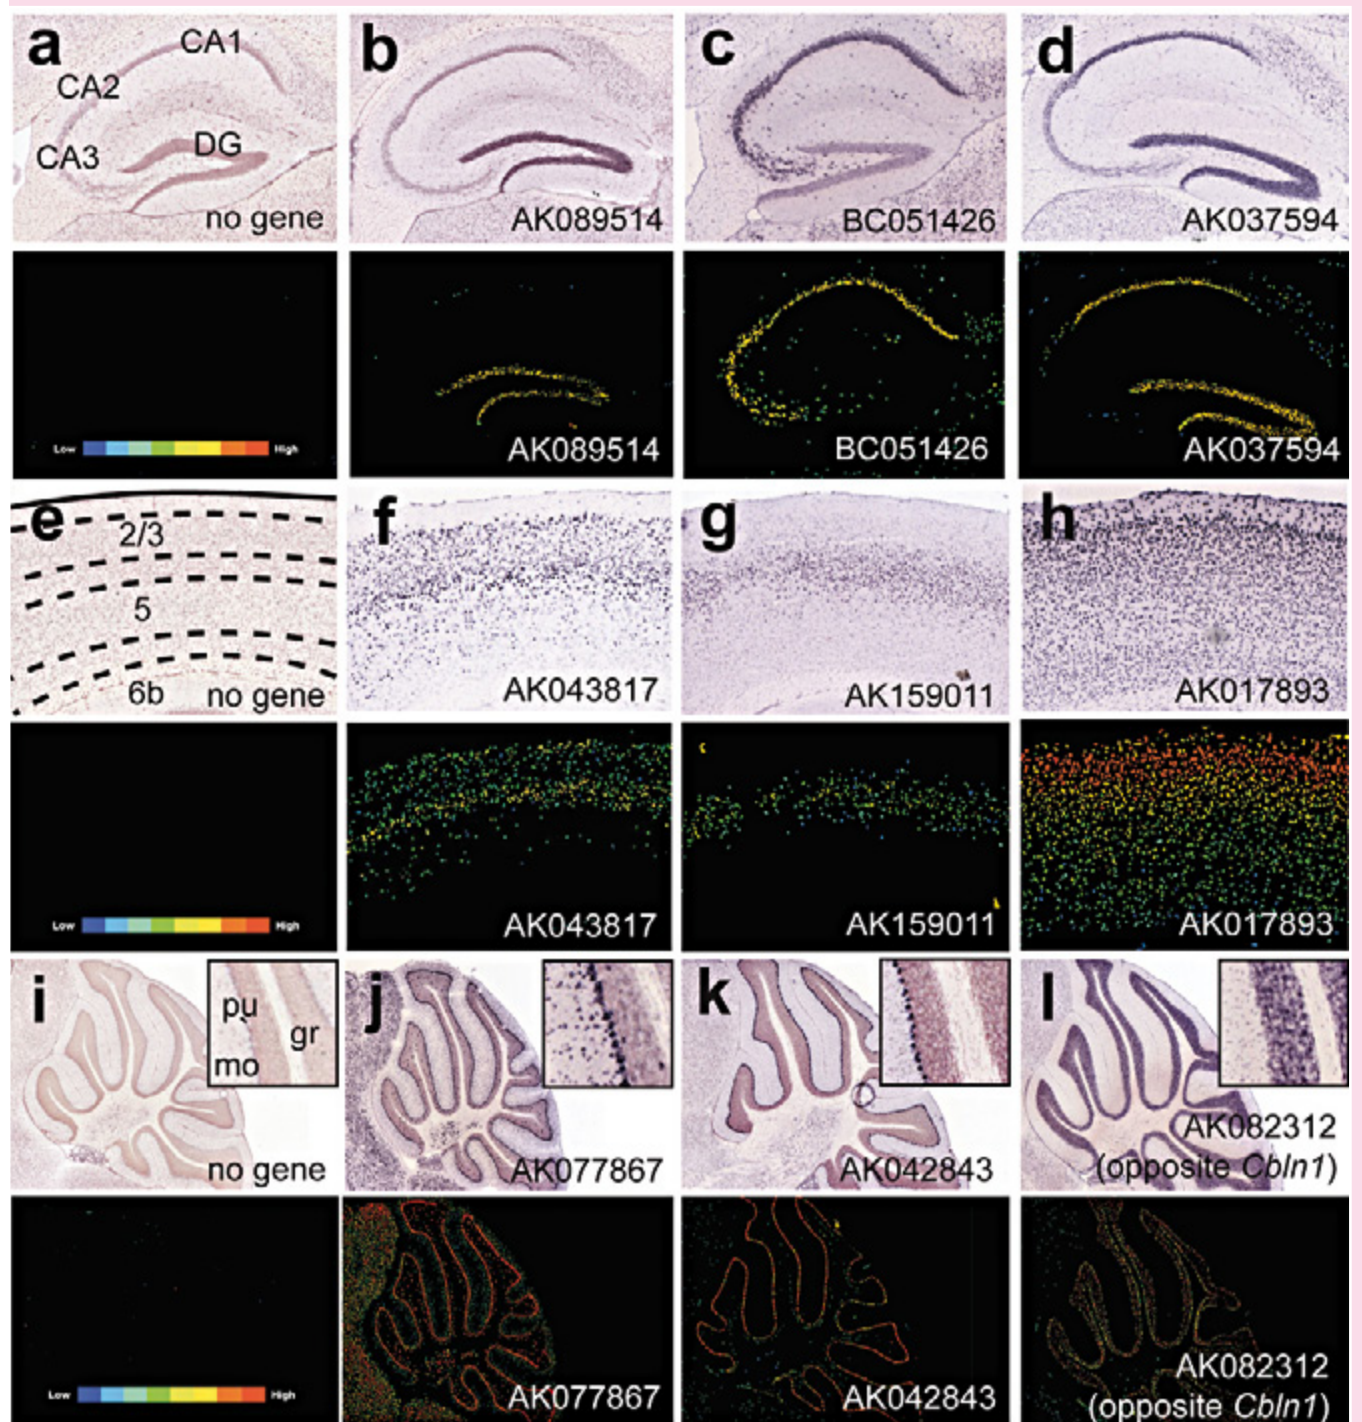 a
CA1
CA2
CA3
DG
no gene
b
AK089514
c
BC051426
d
AK037594
Low High
AK089514
BC051426
AK037594
e
2/3
5
6b
no gene
f
AK043817
g
AK159011
h
AK017893
Low High
AK043817
AK159011
AK017893
i
pu
gr
mo
no gene
j
AK077867
k
AK042843
l
AK082312
(opposite Cbln1)
Low High
AK077867
AK042843
AK082312
(opposite Cbln1)